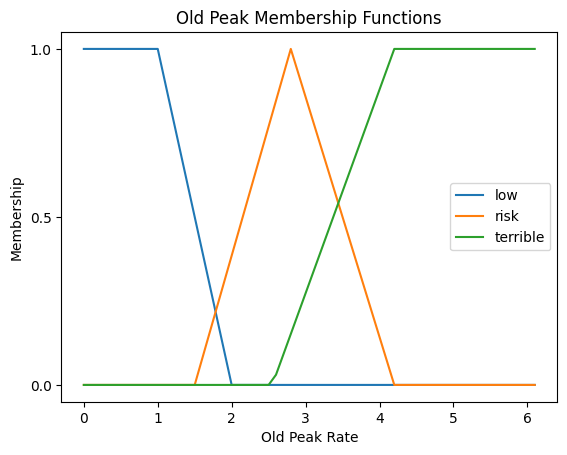 Old Peak Membership Functions
1.0
0.5
0.0
Membership
low
risk
terrible
0 1 2 3 4 5 6
Old Peak Rate